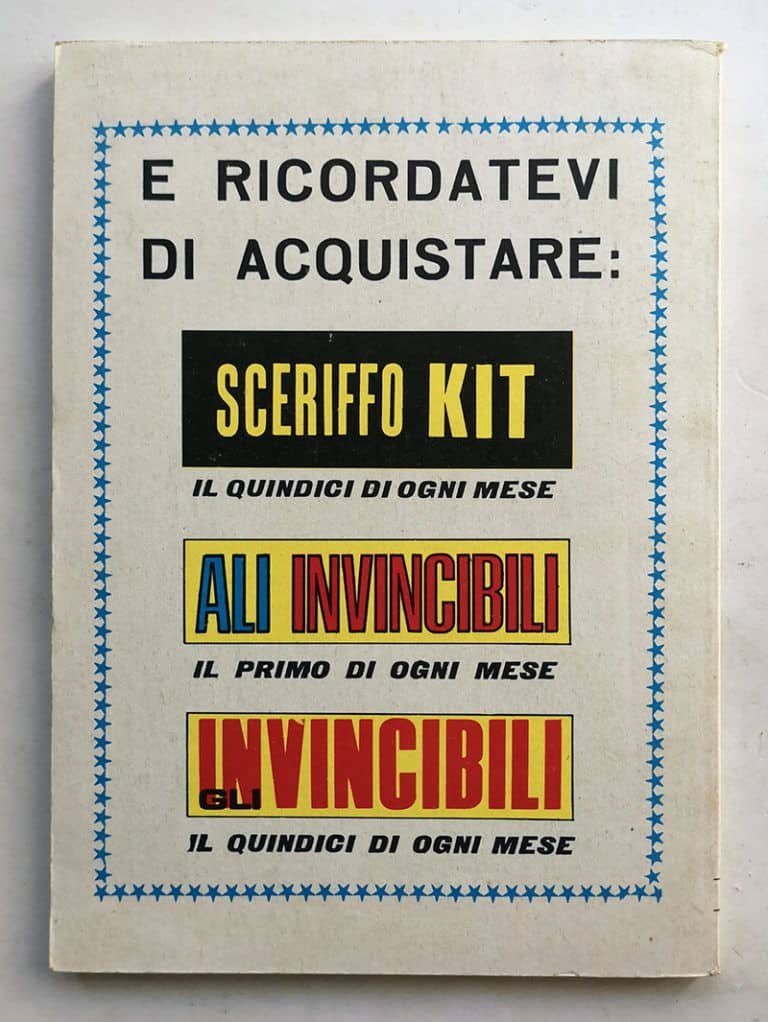 E RICORDATEVI
DI ACQUISTARE:
SCERIFFO KIT
IL QUINDICI DI OGNI MESE
ALI INVINCIBILI
IL PRIMO DI OGNI MESE
GLI INVINCIBILI
IL QUINDICI DI OGNI MESE